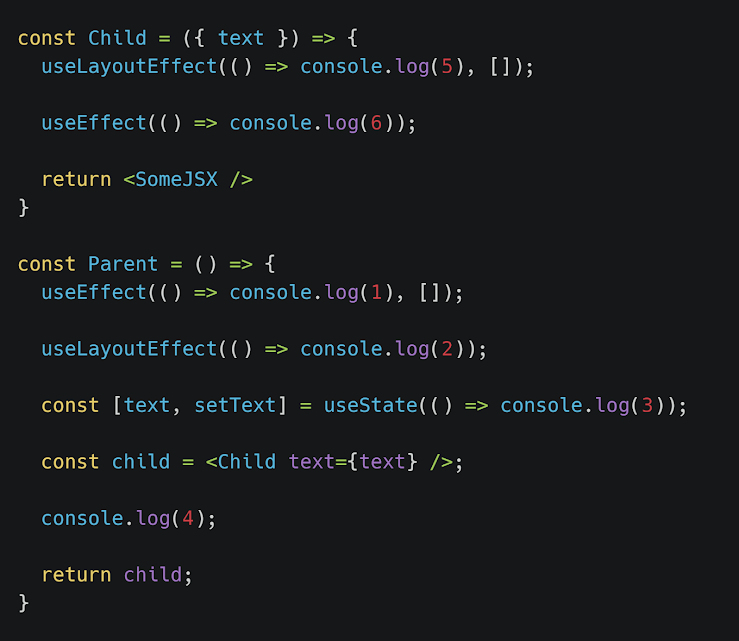 const Child = ({ text }) => {
  useLayoutEffect(() => console.log(5), []);

  useEffect(() => console.log(6));

  return <SomeJSX />
}

const Parent = () => {
  useEffect(() => console.log(1), []);

  useLayoutEffect(() => console.log(2));

  const [text, setText] = useState(() => console.log(3));

  const child = <Child text={text} />;

  console.log(4);

  return child;
}